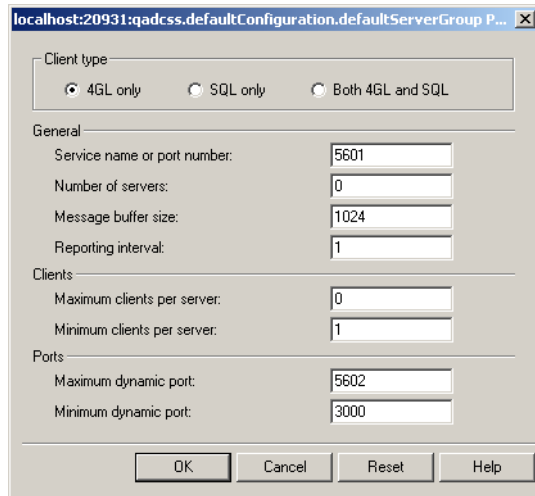 localhost:20931:qadcss.defaultConfiguration.defaultServerGroup P...
Client type
4GL only SQL only Both 4GL and SQL
General
Service name or port number: 5601
Number of servers: 0
Message buffer size: 1024
Reporting interval: 1
Clients
Maximum clients per server: 0
Minimum clients per server: 1
Ports
Maximum dynamic port: 5602
Minimum dynamic port: 3000
OK Cancel Reset Help